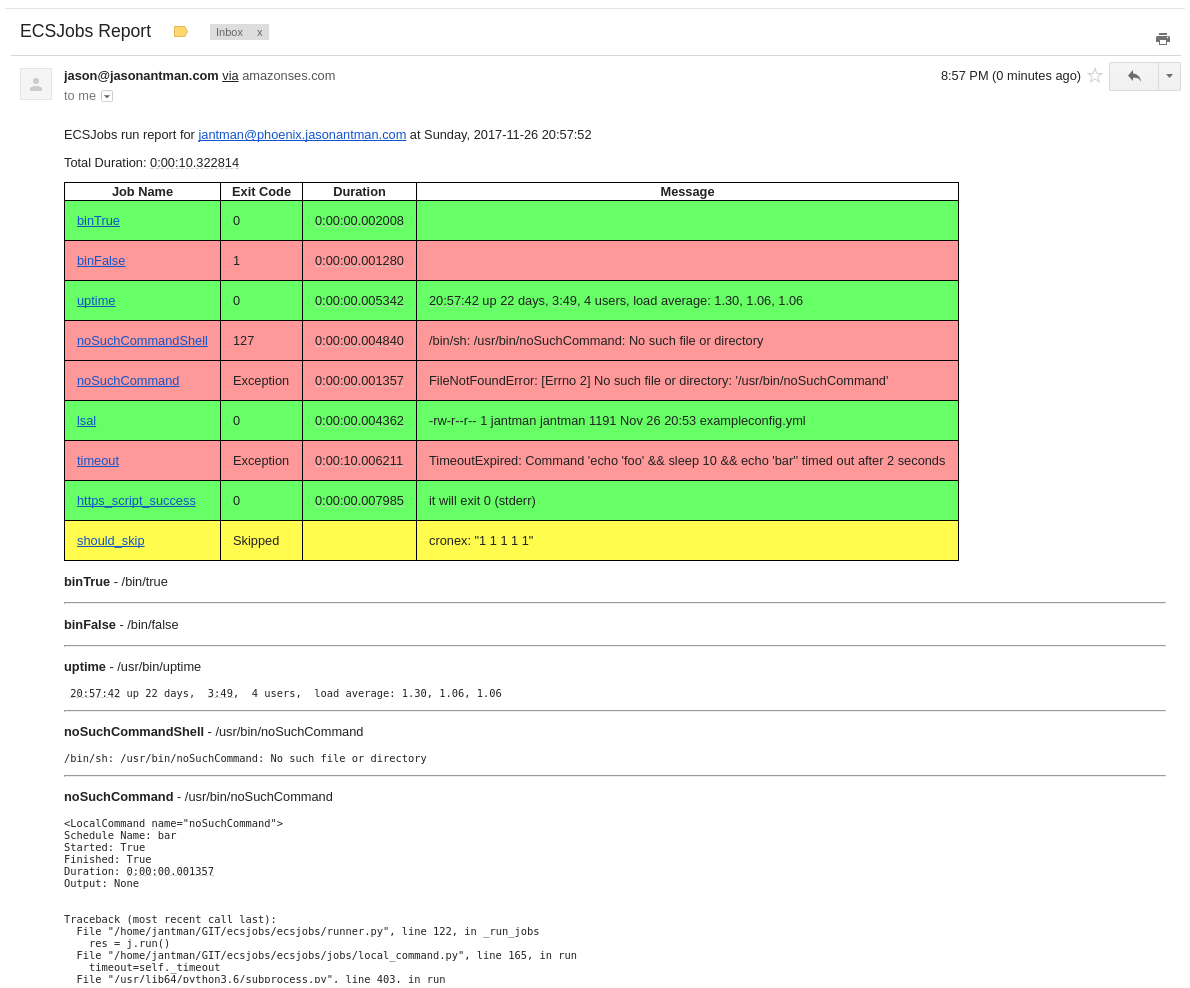 ECSJobs Report
Inbox x
jason@jasonantman.com via amazonses.com
8:57 PM (0 minutes ago)
to me
ECSJobs run report for jantman@phoenix.jasonantman.com at Sunday, 2017-11-26 20:57:52
Total Duration: 0:00:10.322814
Job Name Exit Code Duration Message
binTrue 0 0:00:00.002008
binFalse 1 0:00:00.001280
uptime 0 0:00:00.005342 20:57:42 up 22 days, 3:49, 4 users, load average: 1.30, 1.06, 1.06
noSuchCommandShell 127 0:00:00.004840 /bin/sh: /usr/bin/noSuchCommand: No such file or directory
noSuchCommand Exception 0:00:00.001357 FileNotFoundError: [Errno 2] No such file or directory: '/usr/bin/noSuchCommand'
lsal 0 0:00:00.004362 -rw-r--r-- 1 jantman jantman 1191 Nov 26 20:53 exampleconfig.yml
timeout Exception 0:00:10.006211 TimeoutExpired: Command 'echo 'foo' && sleep 10 && echo 'bar'' timed out after 2 seconds
https_script_success 0 0:00:00.007985 it will exit 0 (stderr)
should_skip Skipped cronex: "1 1 1 1 1"
binTrue - /bin/true
binFalse - /bin/false
uptime - /usr/bin/uptime
20:57:42 up 22 days, 3:49, 4 users, load average: 1.30, 1.06, 1.06
noSuchCommandShell - /usr/bin/noSuchCommand
/bin/sh: /usr/bin/noSuchCommand: No such file or directory
noSuchCommand - /usr/bin/noSuchCommand
<LocalCommand name="noSuchCommand">
Schedule Name: bar
Started: True
Finished: True
Duration: 0:00:00.001357
Output: None
Traceback (most recent call last):
File "/home/jantman/GIT/ecsjobs/ecsjobs/runner.py", line 122, in _run_jobs
res = j.run()
File "/home/jantman/GIT/ecsjobs/ecsjobs/jobs/local_command.py", line 165, in run
timeout=self._timeout
File "/usr/lib64/python3.6/subprocess.py", line 403, in run